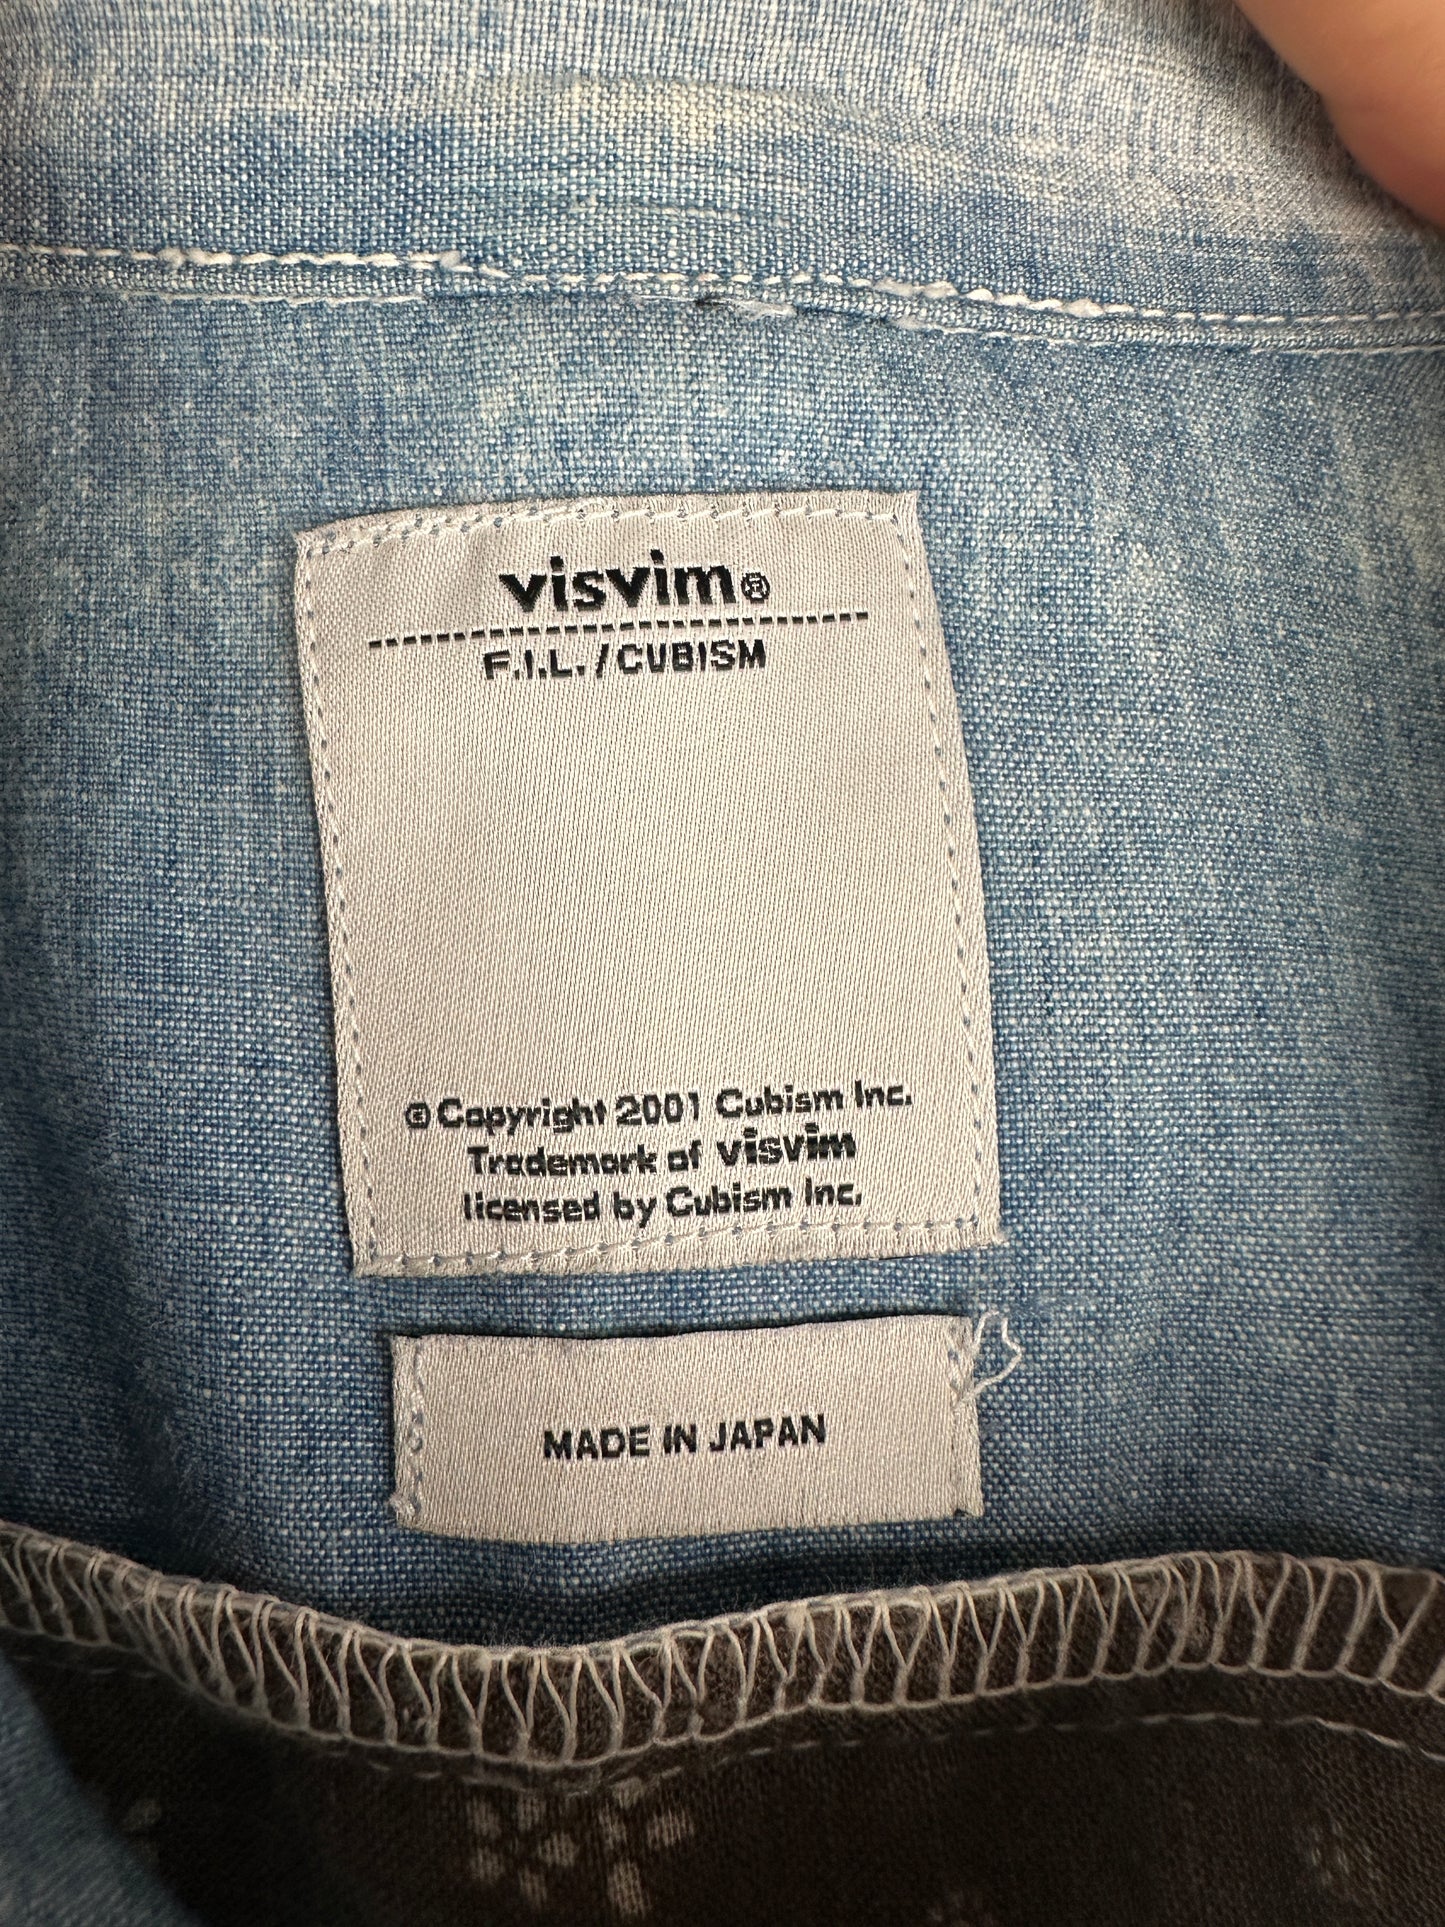 visvim®
F.I.L./CUBISM
© Copyright 2001 Cubism Inc.
Trademark of visvim
licensed by Cubism Inc.
MADE IN JAPAN